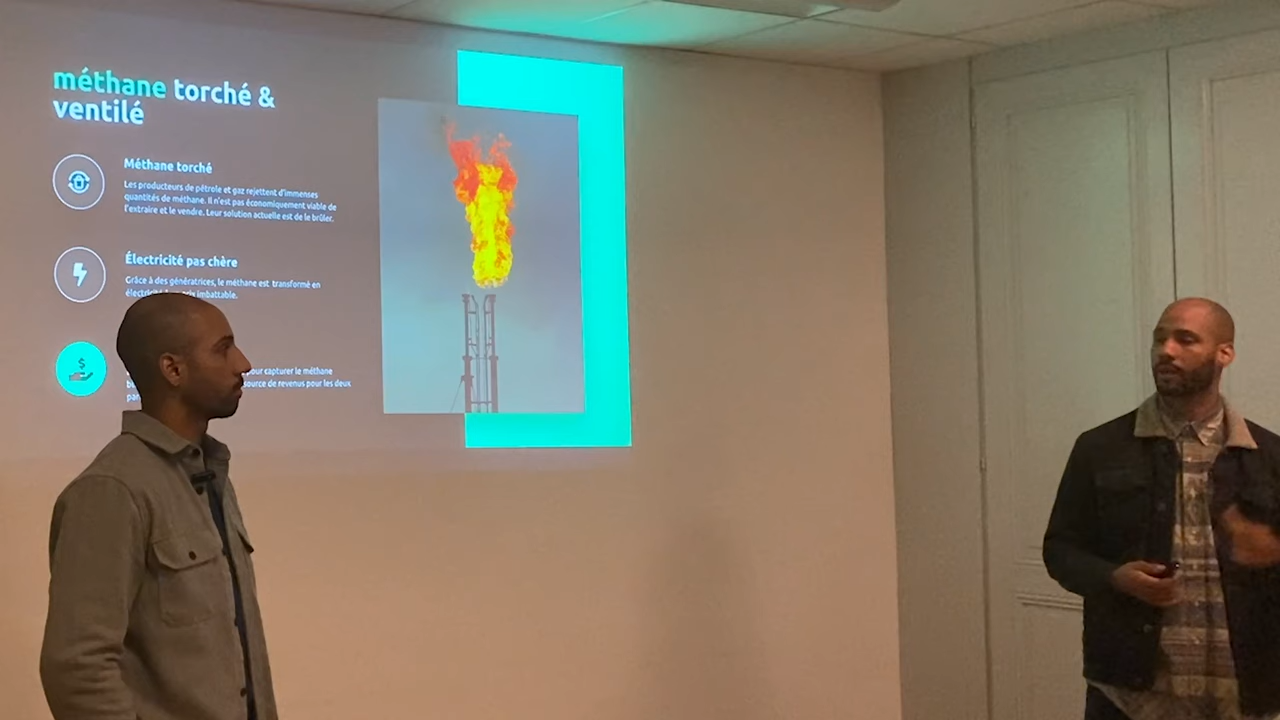 méthane torché &
ventilé
Méthane torché
Les producteurs de pétrole et gaz rejettent d'immenses
quantités de méthane. Il n'est pas économiquement viable de
l'extraire et le vendre. Leur solution actuelle est de le brûler.
Électricité pas chère
Grâce à des génératrices, le méthane est transformé en
électricité imbattable.
$
pour capturer le méthane
source de revenus pour les deux